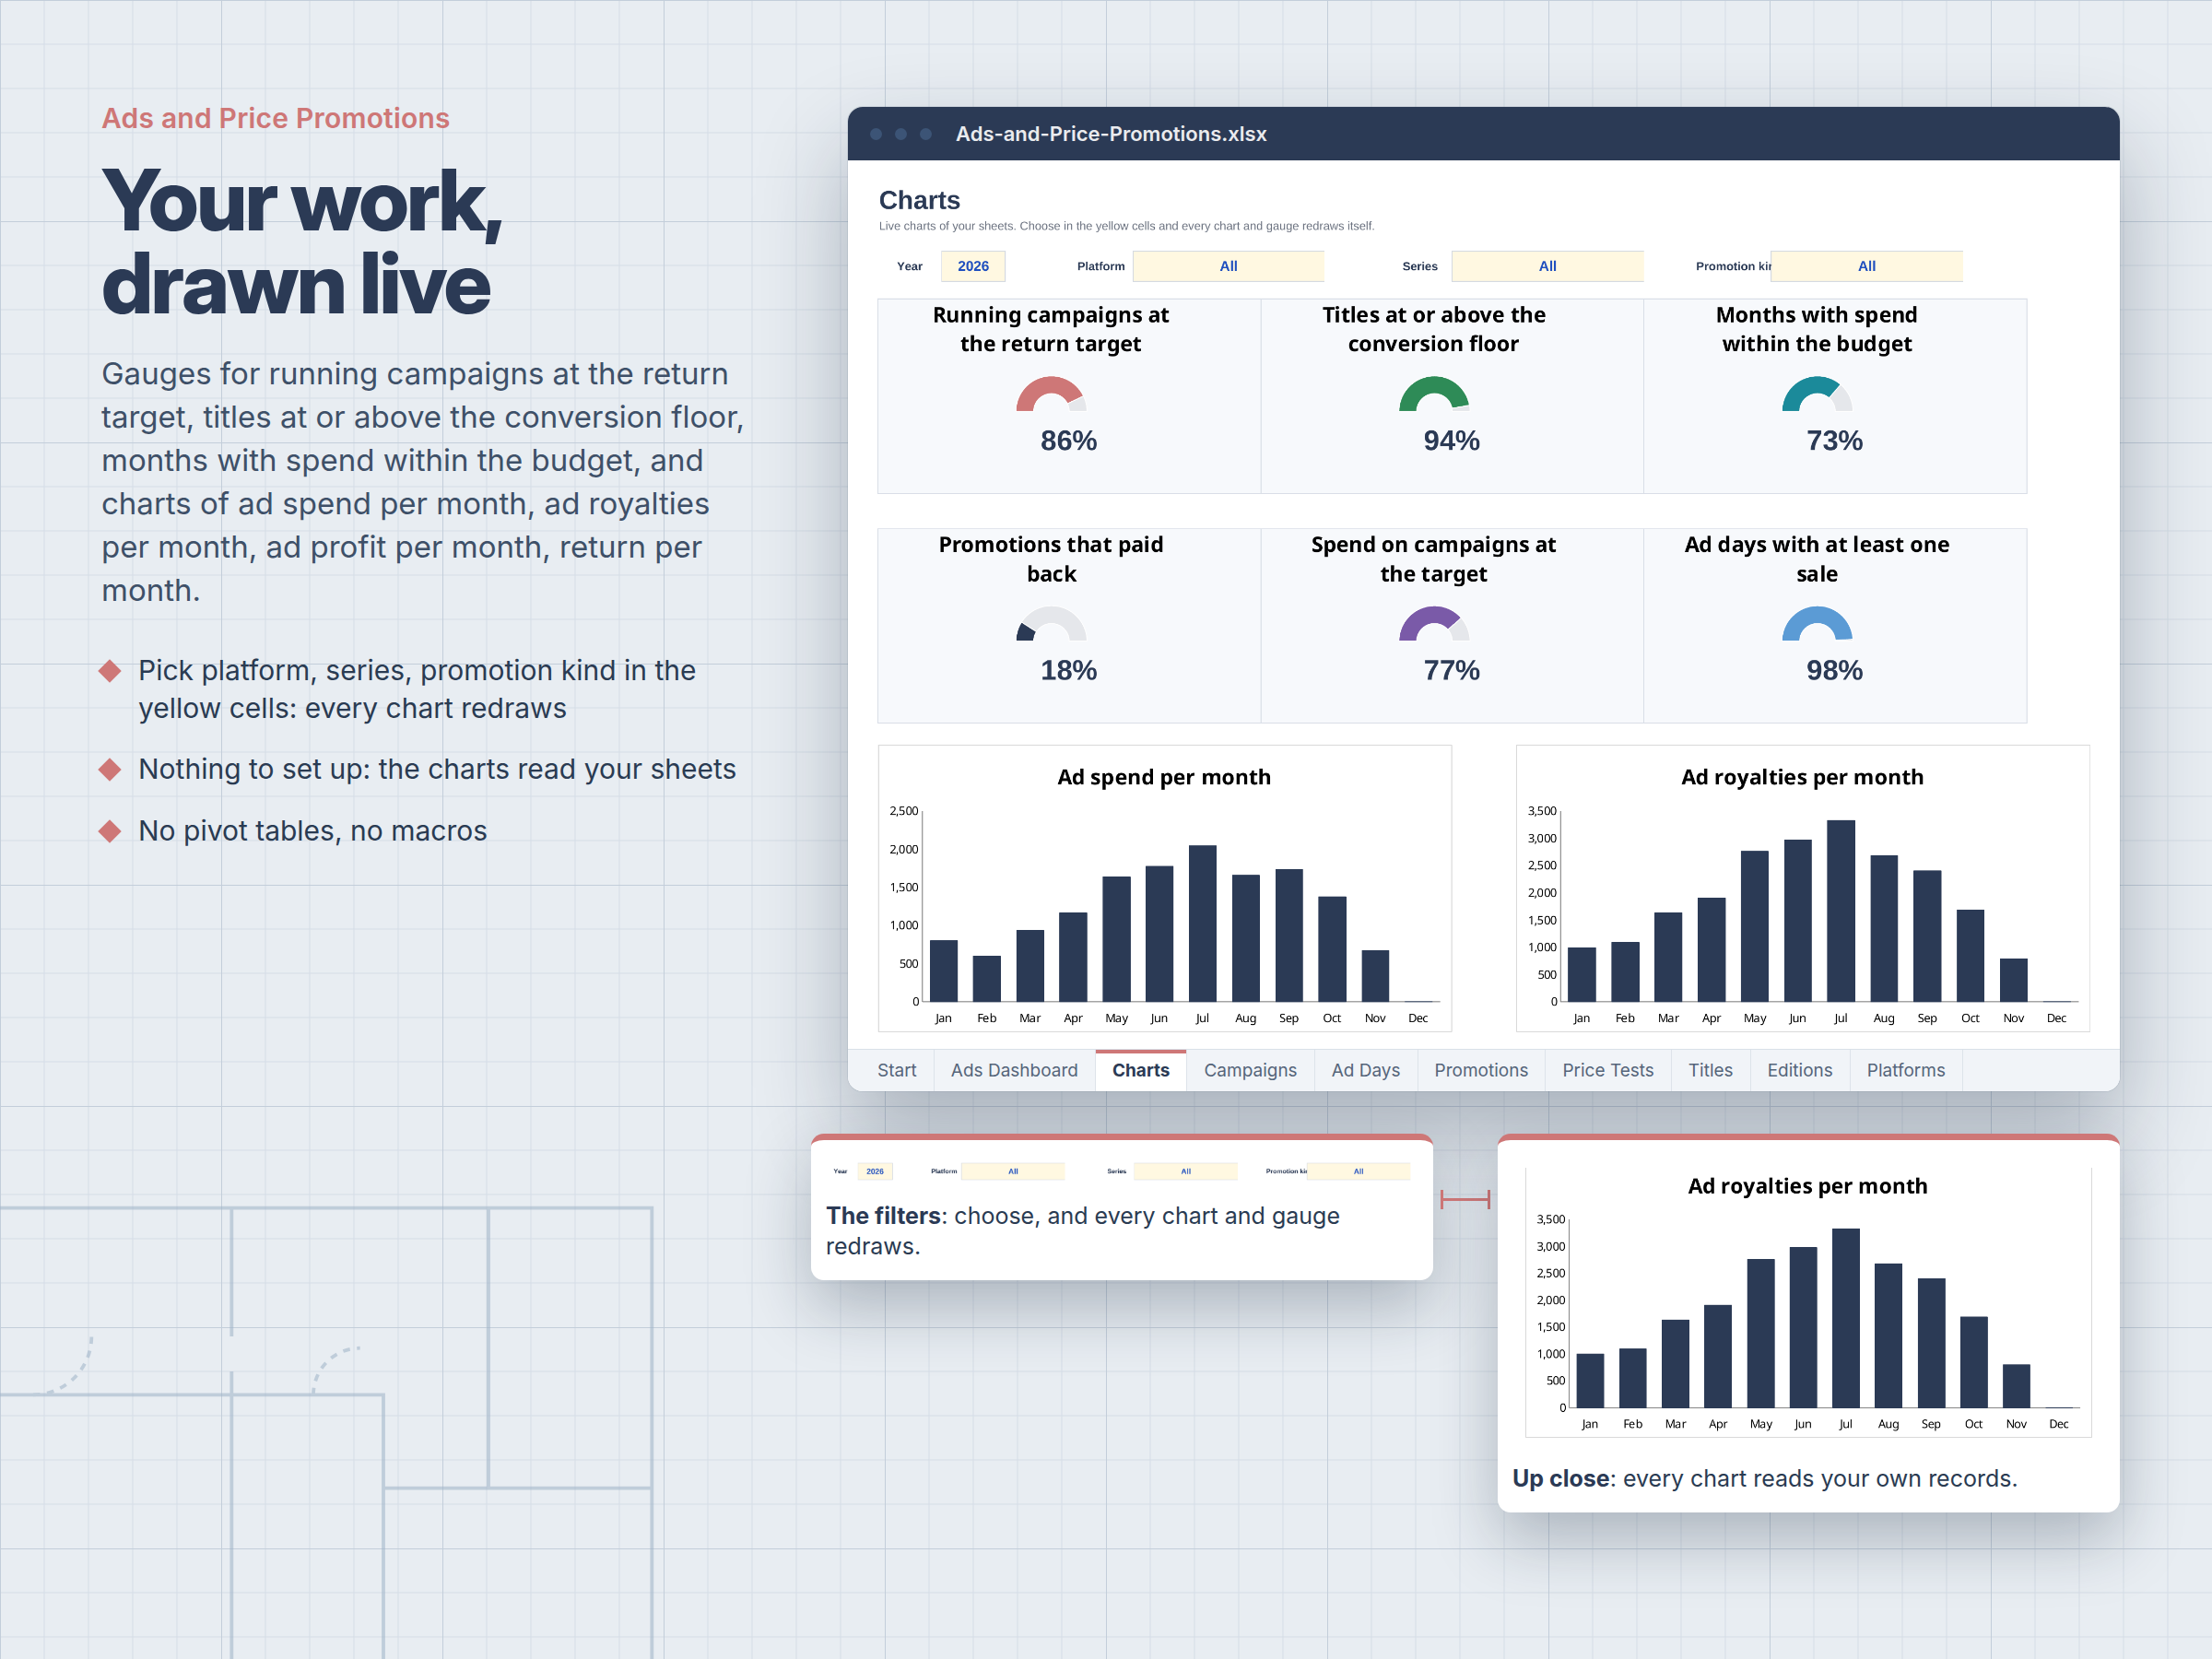 Ads and Price Promotions
Your work,
drawn live
Gauges for running campaigns at the return
target, titles at or above the conversion floor,
months with spend within the budget, and
charts of ad spend per month, ad royalties
per month, ad profit per month, return per
month.
Pick platform, series, promotion kind in the
yellow cells: every chart redraws
Nothing to set up: the charts read your sheets
No pivot tables, no macros
Ads-and-Price-Promotions.xlsx
Charts
Live charts of your sheets. Choose in the yellow cells and every chart and gauge redraws itself.
Year 2026 Platform All Series All Promotion kin All
Running campaigns at
the return target
86%
Titles at or above the
conversion floor
94%
Months with spend
within the budget
73%
Promotions that paid
back
18%
Spend on campaigns at
the target
77%
Ad days with at least one
sale
98%
Ad spend per month
2,500
2,000
1,500
1,000
500
0
Jan Feb Mar Apr May Jun Jul Aug Sep Oct Nov Dec
Ad royalties per month
3,500
3,000
2,500
2,000
1,500
1,000
500
0
Jan Feb Mar Apr May Jun Jul Aug Sep Oct Nov Dec
Start Ads Dashboard Charts Campaigns Ad Days Promotions Price Tests Titles Editions Platforms
Year 2026 Platform All Series All Promotion kin All
The filters: choose, and every chart and gauge
redraws.
Ad royalties per month
3,500
3,000
2,500
2,000
1,500
1,000
500
0
Jan Feb Mar Apr May Jun Jul Aug Sep Oct Nov Dec
Up close: every chart reads your own records.